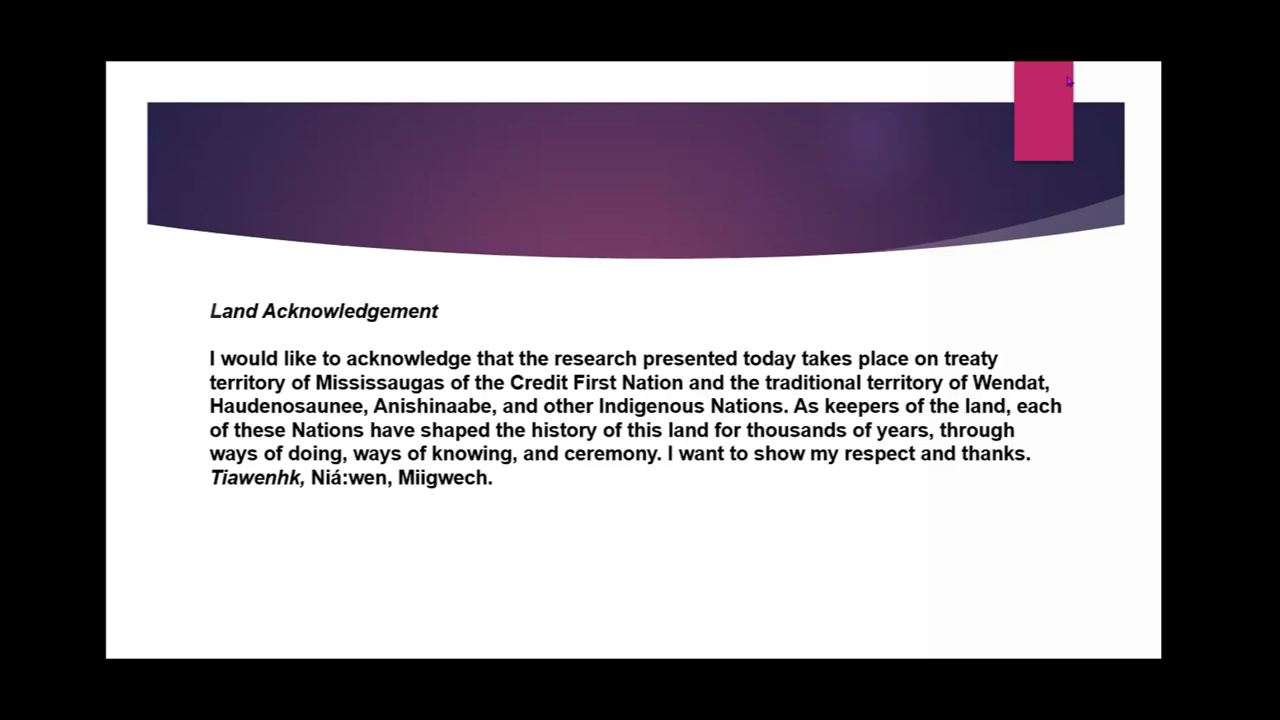 Land Acknowledgement
I would like to acknowledge that the research presented today takes place on treaty
territory of Mississaugas of the Credit First Nation and the traditional territory of Wendat,
Haudenosaunee, Anishinaabe, and other Indigenous Nations. As keepers of the land, each
of these Nations have shaped the history of this land for thousands of years, through
ways of doing, ways of knowing, and ceremony. I want to show my respect and thanks.
Tiawenhk, Niá:wen, Miigwech.